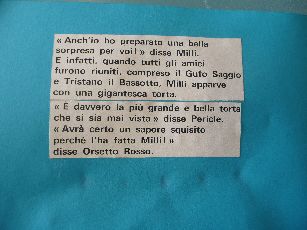 « Anch'io ho preparato una bella
sorpresa per voi! » disse Milli.
E infatti, quando tutti gli amici
furono riuniti, compreso il Gufo Saggio
e Tristano il Bassotto, Milli apparve
con una gigantesca torta.
« È davvero la più grande e bella torta
che si sia mai vista » disse Pericle.
« Avrà certo un sapore squisito
perché l'ha fatta Milli! »
disse Orsetto Rosso.